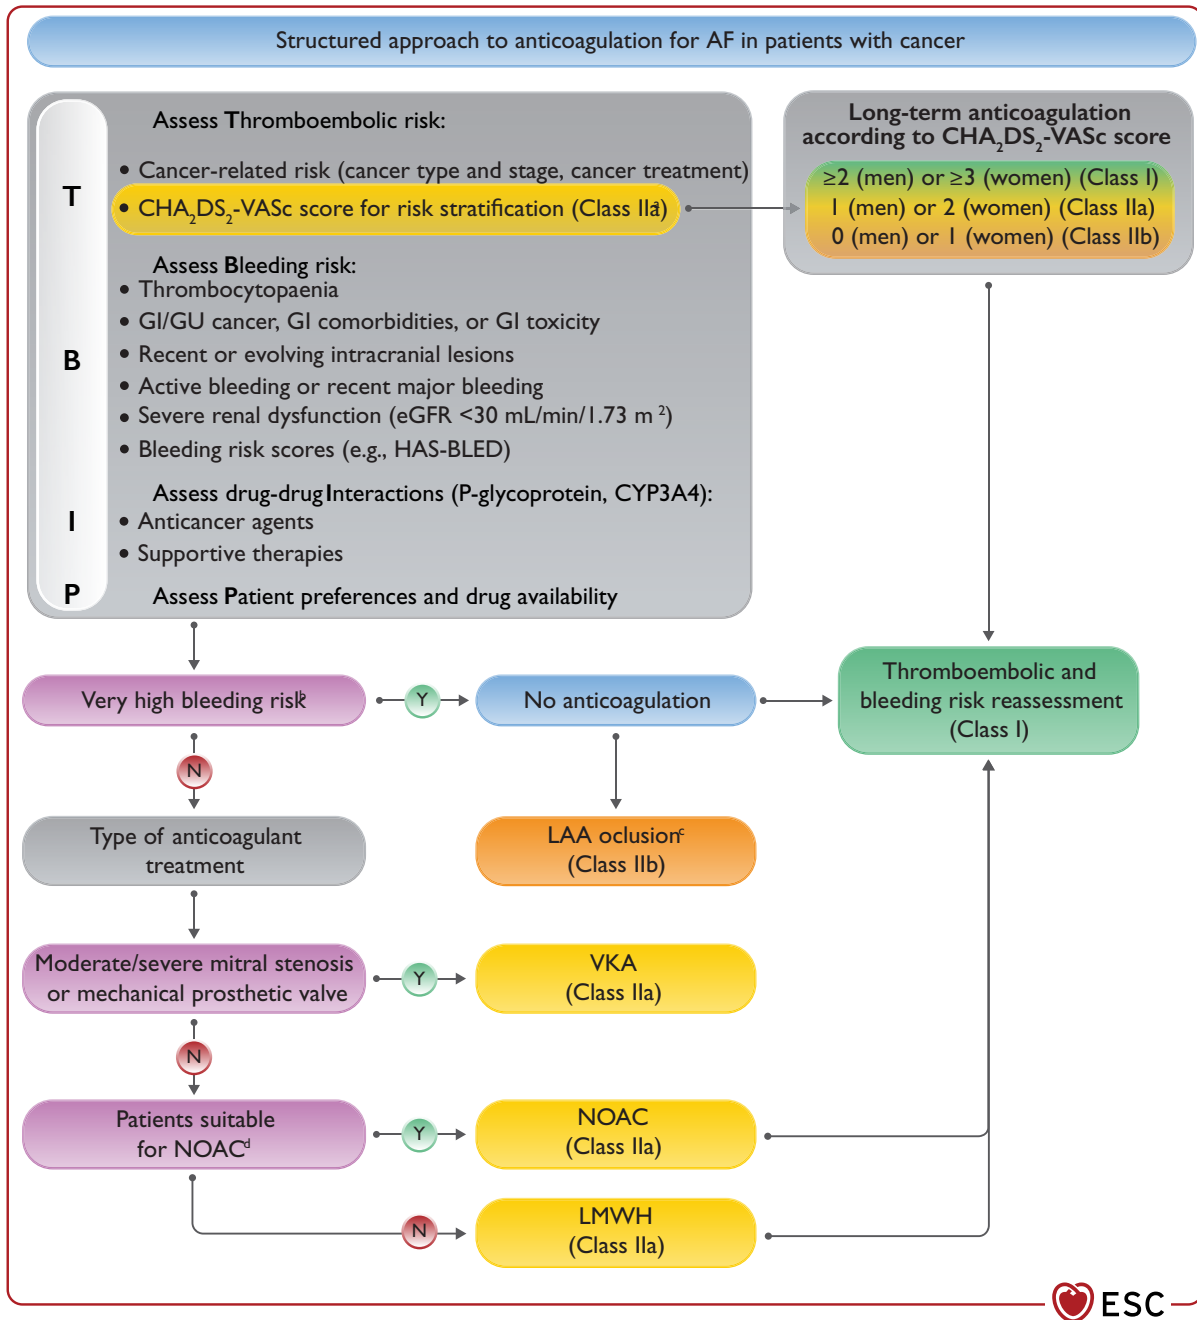 Structured approach to anticoagulation for AF in patients with cancer
T
Assess Thromboembolic risk:
• Cancer-related risk (cancer type and stage, cancer treatment)
• CHA₂DS₂-VASc score for risk stratification (Class IIa)ª
B
Assess Bleeding risk:
• Thrombocytopaenia
• GI/GU cancer, GI comorbidities, or GI toxicity
• Recent or evolving intracranial lesions
• Active bleeding or recent major bleeding
• Severe renal dysfunction (eGFR <30 mL/min/1.73 m²)
• Bleeding risk scores (e.g., HAS-BLED)
I
Assess drug-drug Interactions (P-glycoprotein, CYP3A4):
• Anticancer agents
• Supportive therapies
P
Assess Patient preferences and drug availability
Long-term anticoagulation
according to CHA₂DS₂-VASc score
≥2 (men) or ≥3 (women) (Class I)
1 (men) or 2 (women) (Class IIa)
0 (men) or 1 (women) (Class IIb)
Very high bleeding riskᵇ
Y
No anticoagulation
Thromboembolic and
bleeding risk reassessment
(Class I)
N
Type of anticoagulant
treatment
LAA oclusionᶜ
(Class IIb)
Moderate/severe mitral stenosis
or mechanical prosthetic valve
Y
VKA
(Class IIa)
N
Patients suitable
for NOACᵈ
Y
NOAC
(Class IIa)
N
LMWH
(Class IIa)
ESC